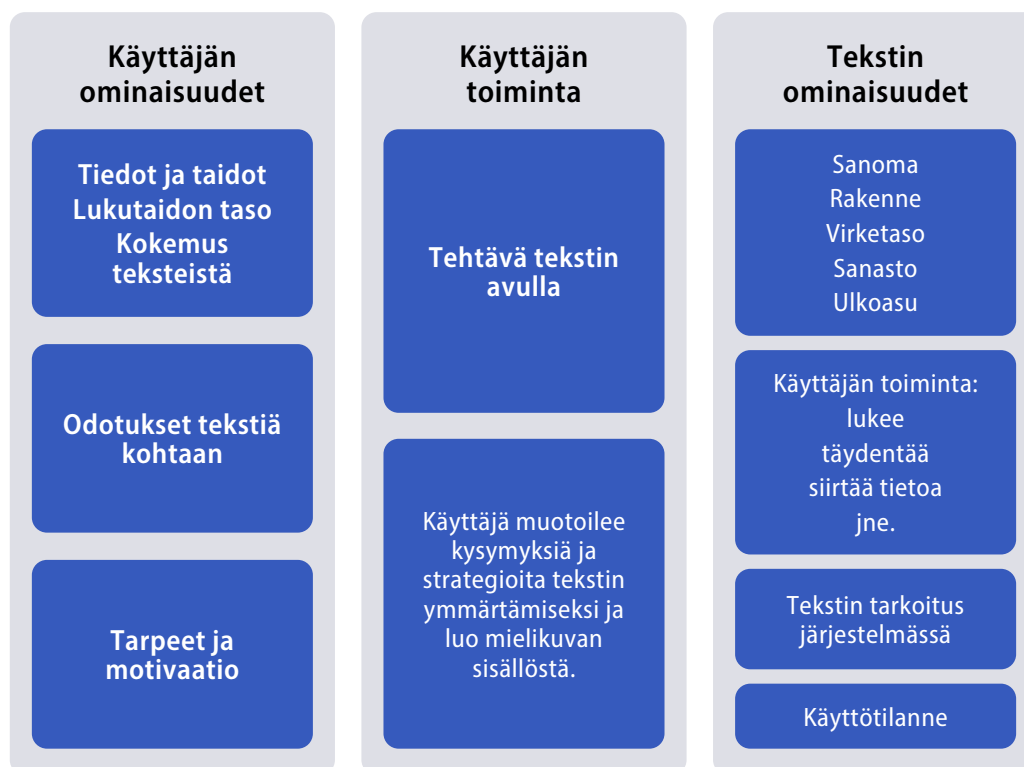 Käyttäjän
ominaisuudet
Tiedot ja taidot
Lukutaidon taso
Kokemus
teksteistä
Odotukset tekstiä
kohtaan
Tarpeet ja
motivaatio
Käyttäjän
toiminta
Tehtävä tekstin
avulla
Käyttäjä muotoilee
kysymyksiä ja
strategioita tekstin
ymmärtämiseksi ja
luo mielikuvan
sisällöstä.
Tekstin
ominaisuudet
Sanoma
Rakenne
Virketaso
Sanasto
Ulkoasu
Käyttäjän toiminta:
lukee
täydentää
siirtää tietoa
jne.
Tekstin tarkoitus
järjestelmässä
Käyttötilanne